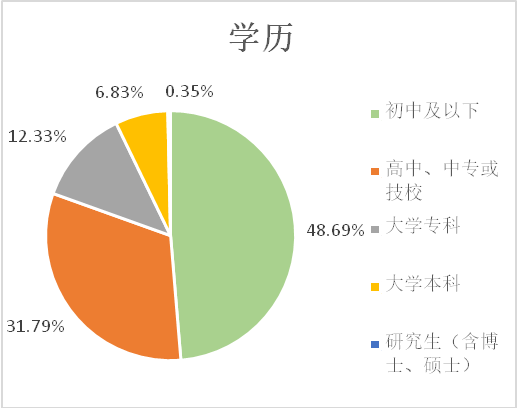 学历
6.83%
0.35%
12.33%
48.69%
31.79%
初中及以下
高中、中专或
技校
大学专科
大学本科
研究生（含博
士、硕士）